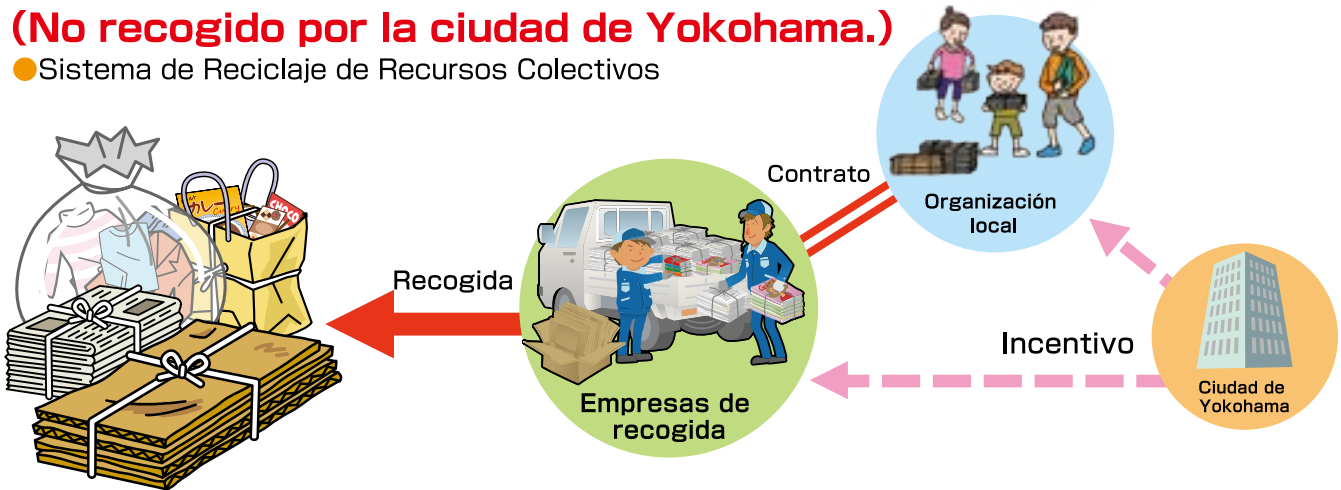 (No recogido por la ciudad de Yokohama.)
●Sistema de Reciclaje de Recursos Colectivos
カレー
Curry
CHOCO
Contrato
Organización
local
Recogida
Incentivo
Empresas de
recogida
Ciudad de
Yokohama